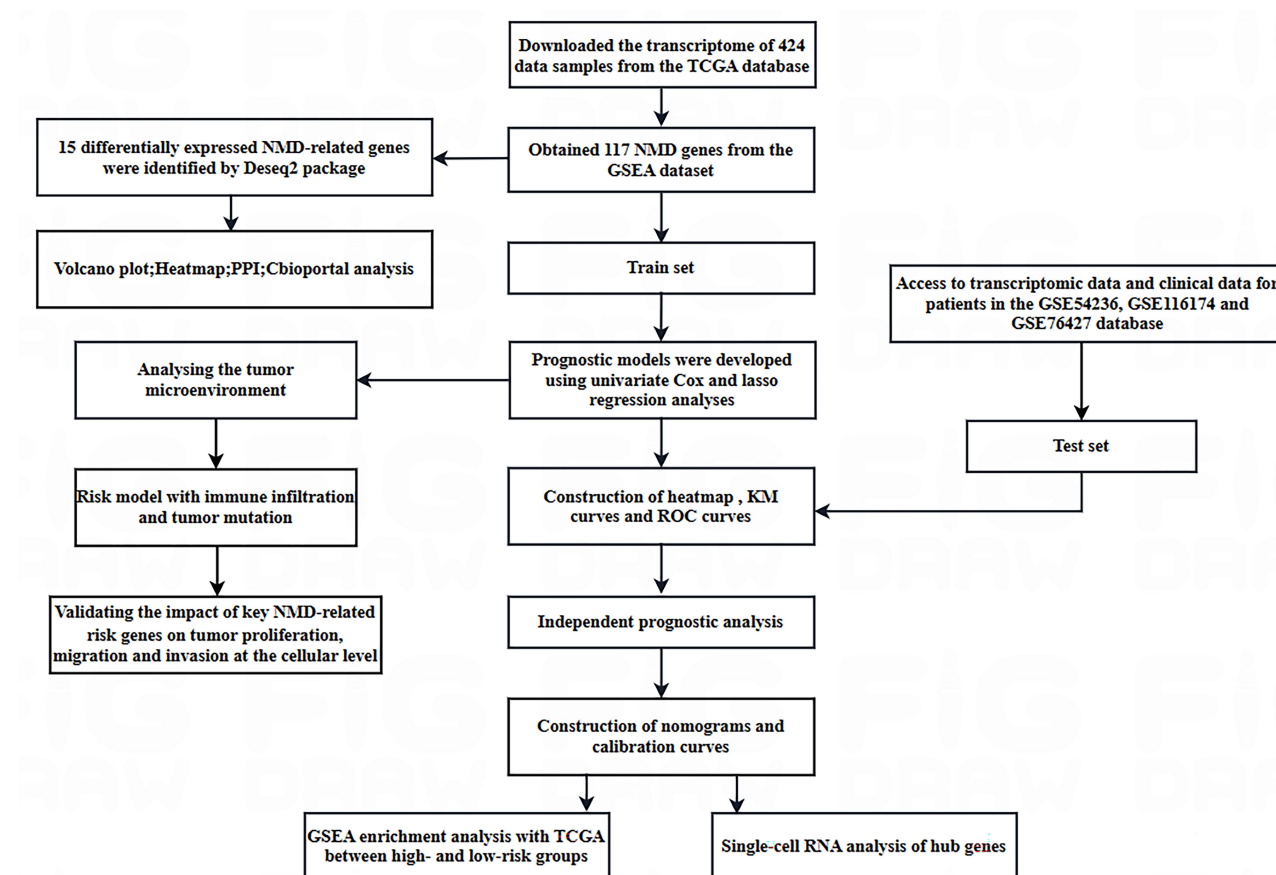 Downloaded the transcriptome of 424
data samples from the TCGA database
15 differentially expressed NMD-related genes
were identified by Deseq2 package
Obtained 117 NMD genes from the
GSEA dataset
Volcano plot;Heatmap;PPI;Cbioportal analysis
Train set
Access to transcriptomic data and clinical data for
patients in the GSE54236, GSE116174 and
GSE76427 database
Analysing the tumor
microenvironment
Prognostic models were developed
using univariate Cox and lasso
regression analyses
Test set
Risk model with immune infiltration
and tumor mutation
Construction of heatmap , KM
curves and ROC curves
Validating the impact of key NMD-related
risk genes on tumor proliferation,
migration and invasion at the cellular level
Independent prognostic analysis
Construction of nomograms and
calibration curves
GSEA enrichment analysis with TCGA
between high- and low-risk groups
Single-cell RNA analysis of hub genes